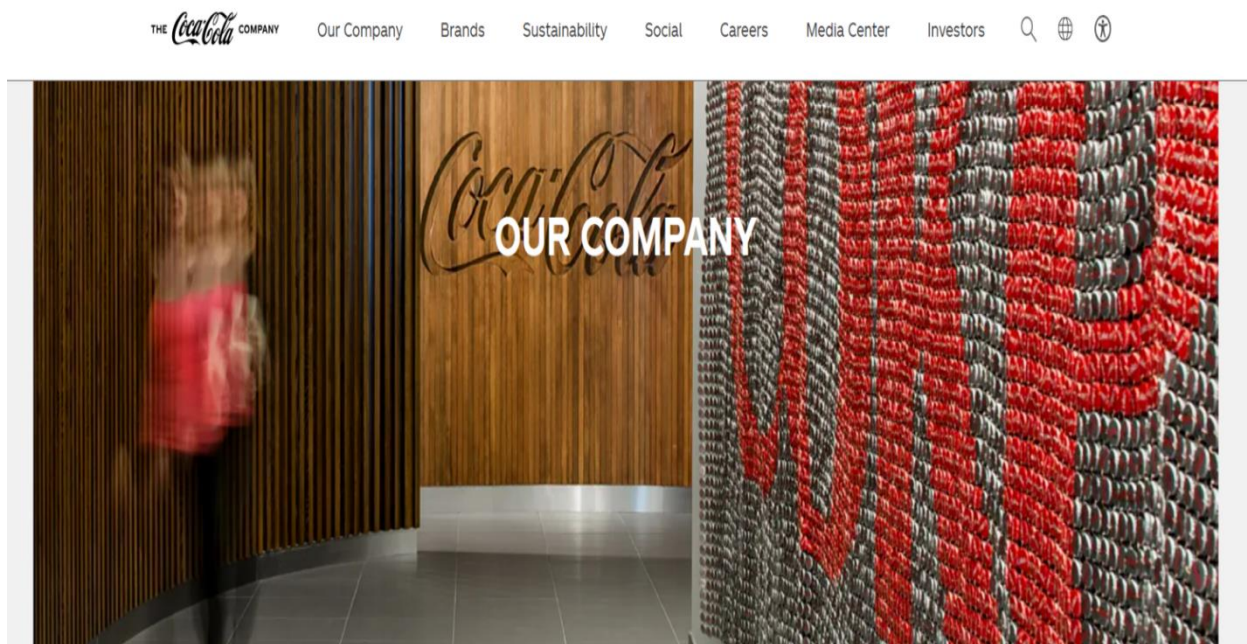 THE Coca-Cola COMPANY Our Company Brands Sustainability Social Careers Media Center Investors
Coca-Cola
OUR COMPANY